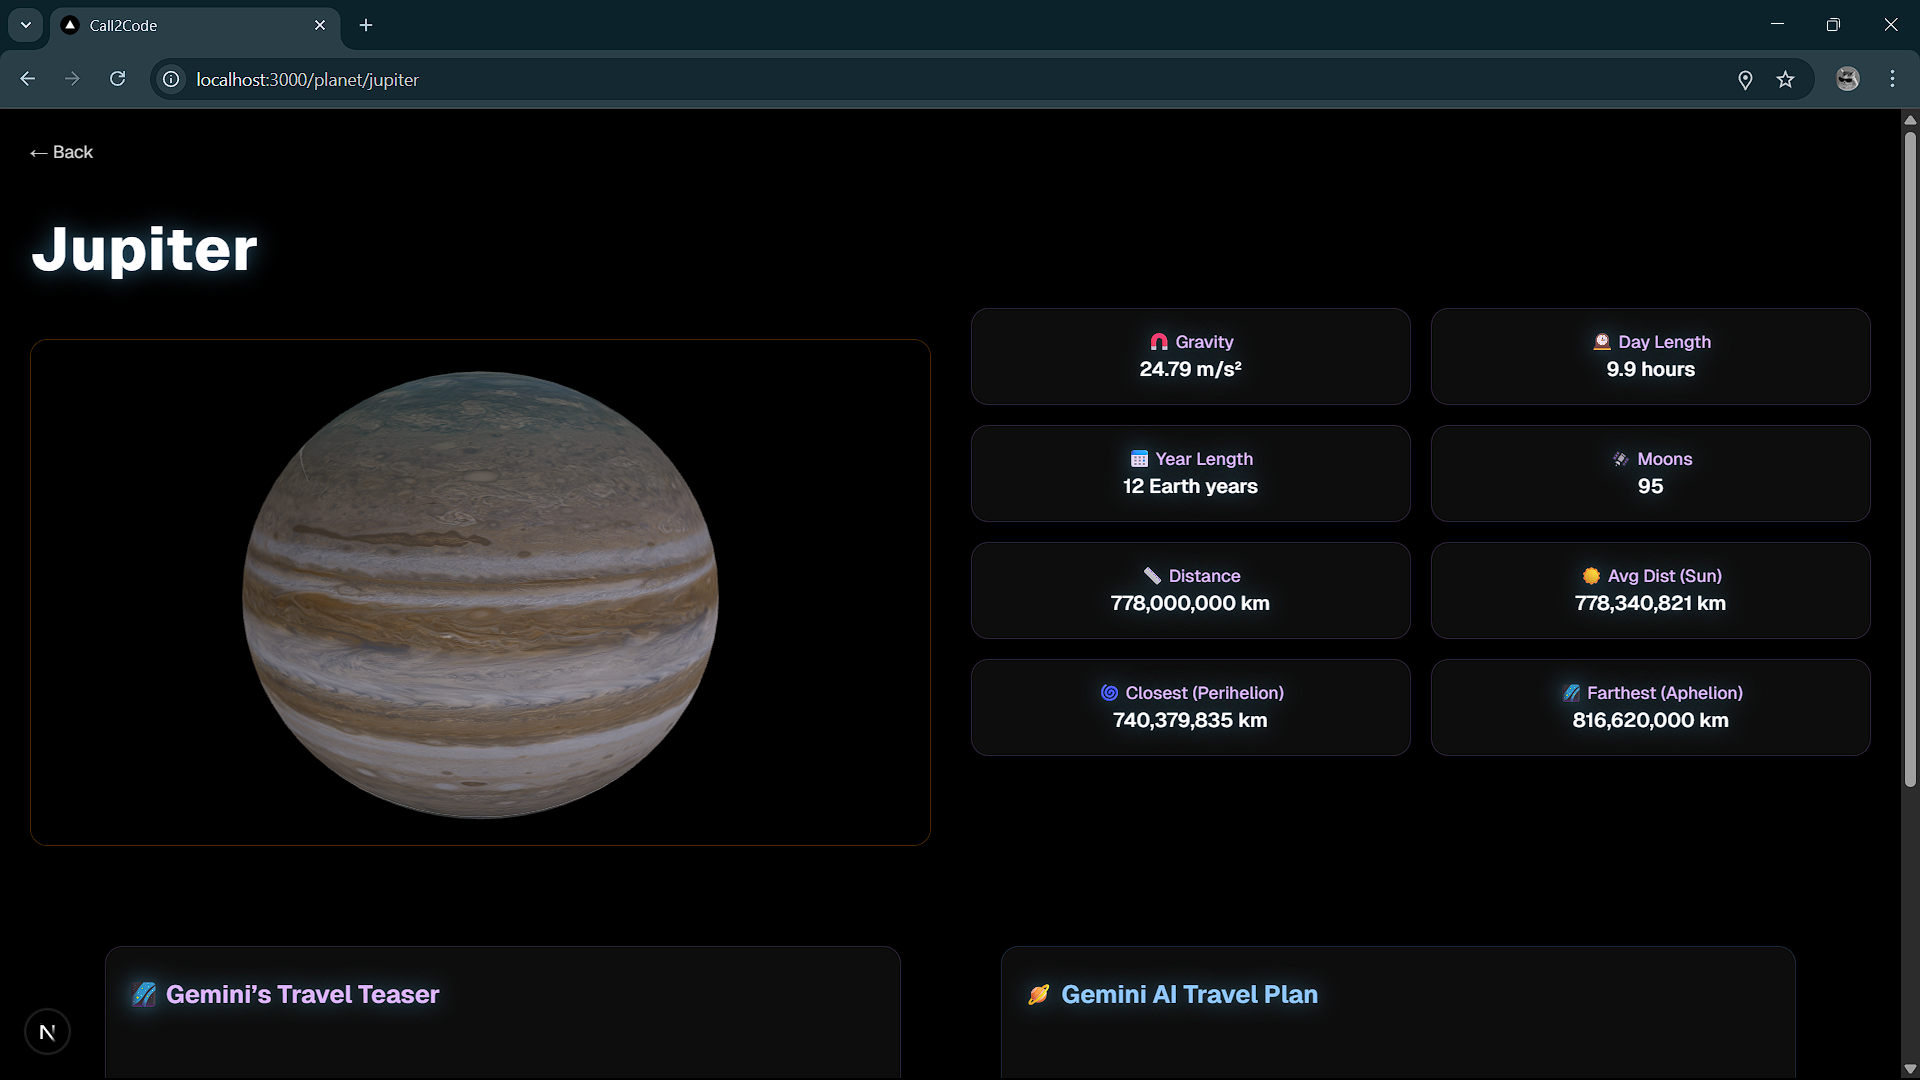 Call2Code
localhost:3000/planet/jupiter
← Back
Jupiter
Gravity
24.79 m/s²
Day Length
9.9 hours
Year Length
12 Earth years
Moons
95
Distance
778,000,000 km
Avg Dist (Sun)
778,340,821 km
Closest (Perihelion)
740,379,835 km
Farthest (Aphelion)
816,620,000 km
Gemini’s Travel Teaser
Gemini AI Travel Plan
N